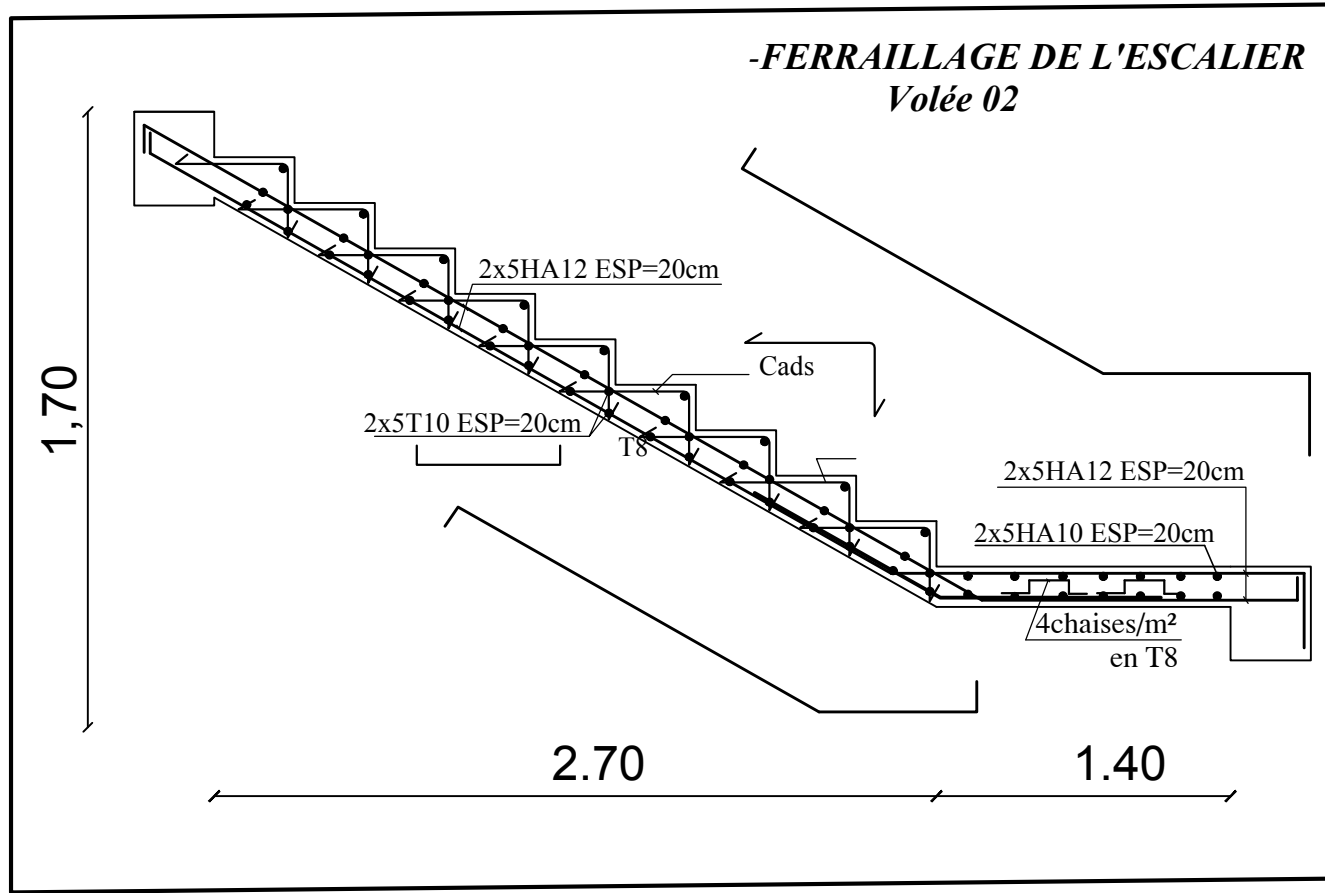 -FERRAILLAGE DE L'ESCALIER
Volée 02
2x5HA12 ESP=20cm
Cads
1,70
2x5T10 ESP=20cm
T8
2x5HA12 ESP=20cm
2x5HA10 ESP=20cm
4chaises/m²
en T8
2.70
1.40